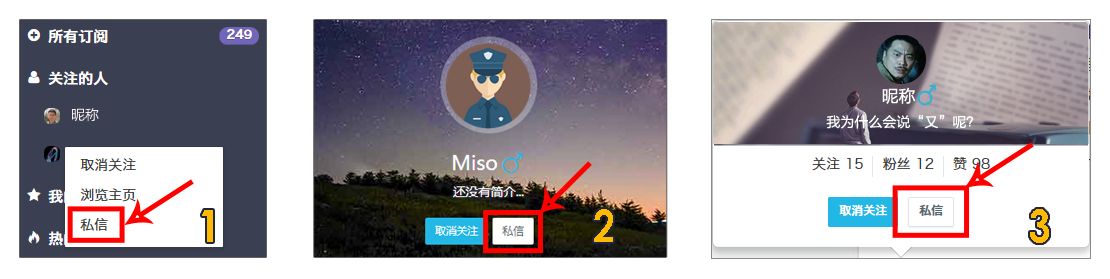 所有订阅 249
关注的人
昵称
取消关注
浏览主页
我
私信
热
1
Miso
还没有简介...
取消关注 私信
2
昵称
我为什么会说“又”呢?
关注 15 粉丝 12 赞 98
取消关注 私信
3